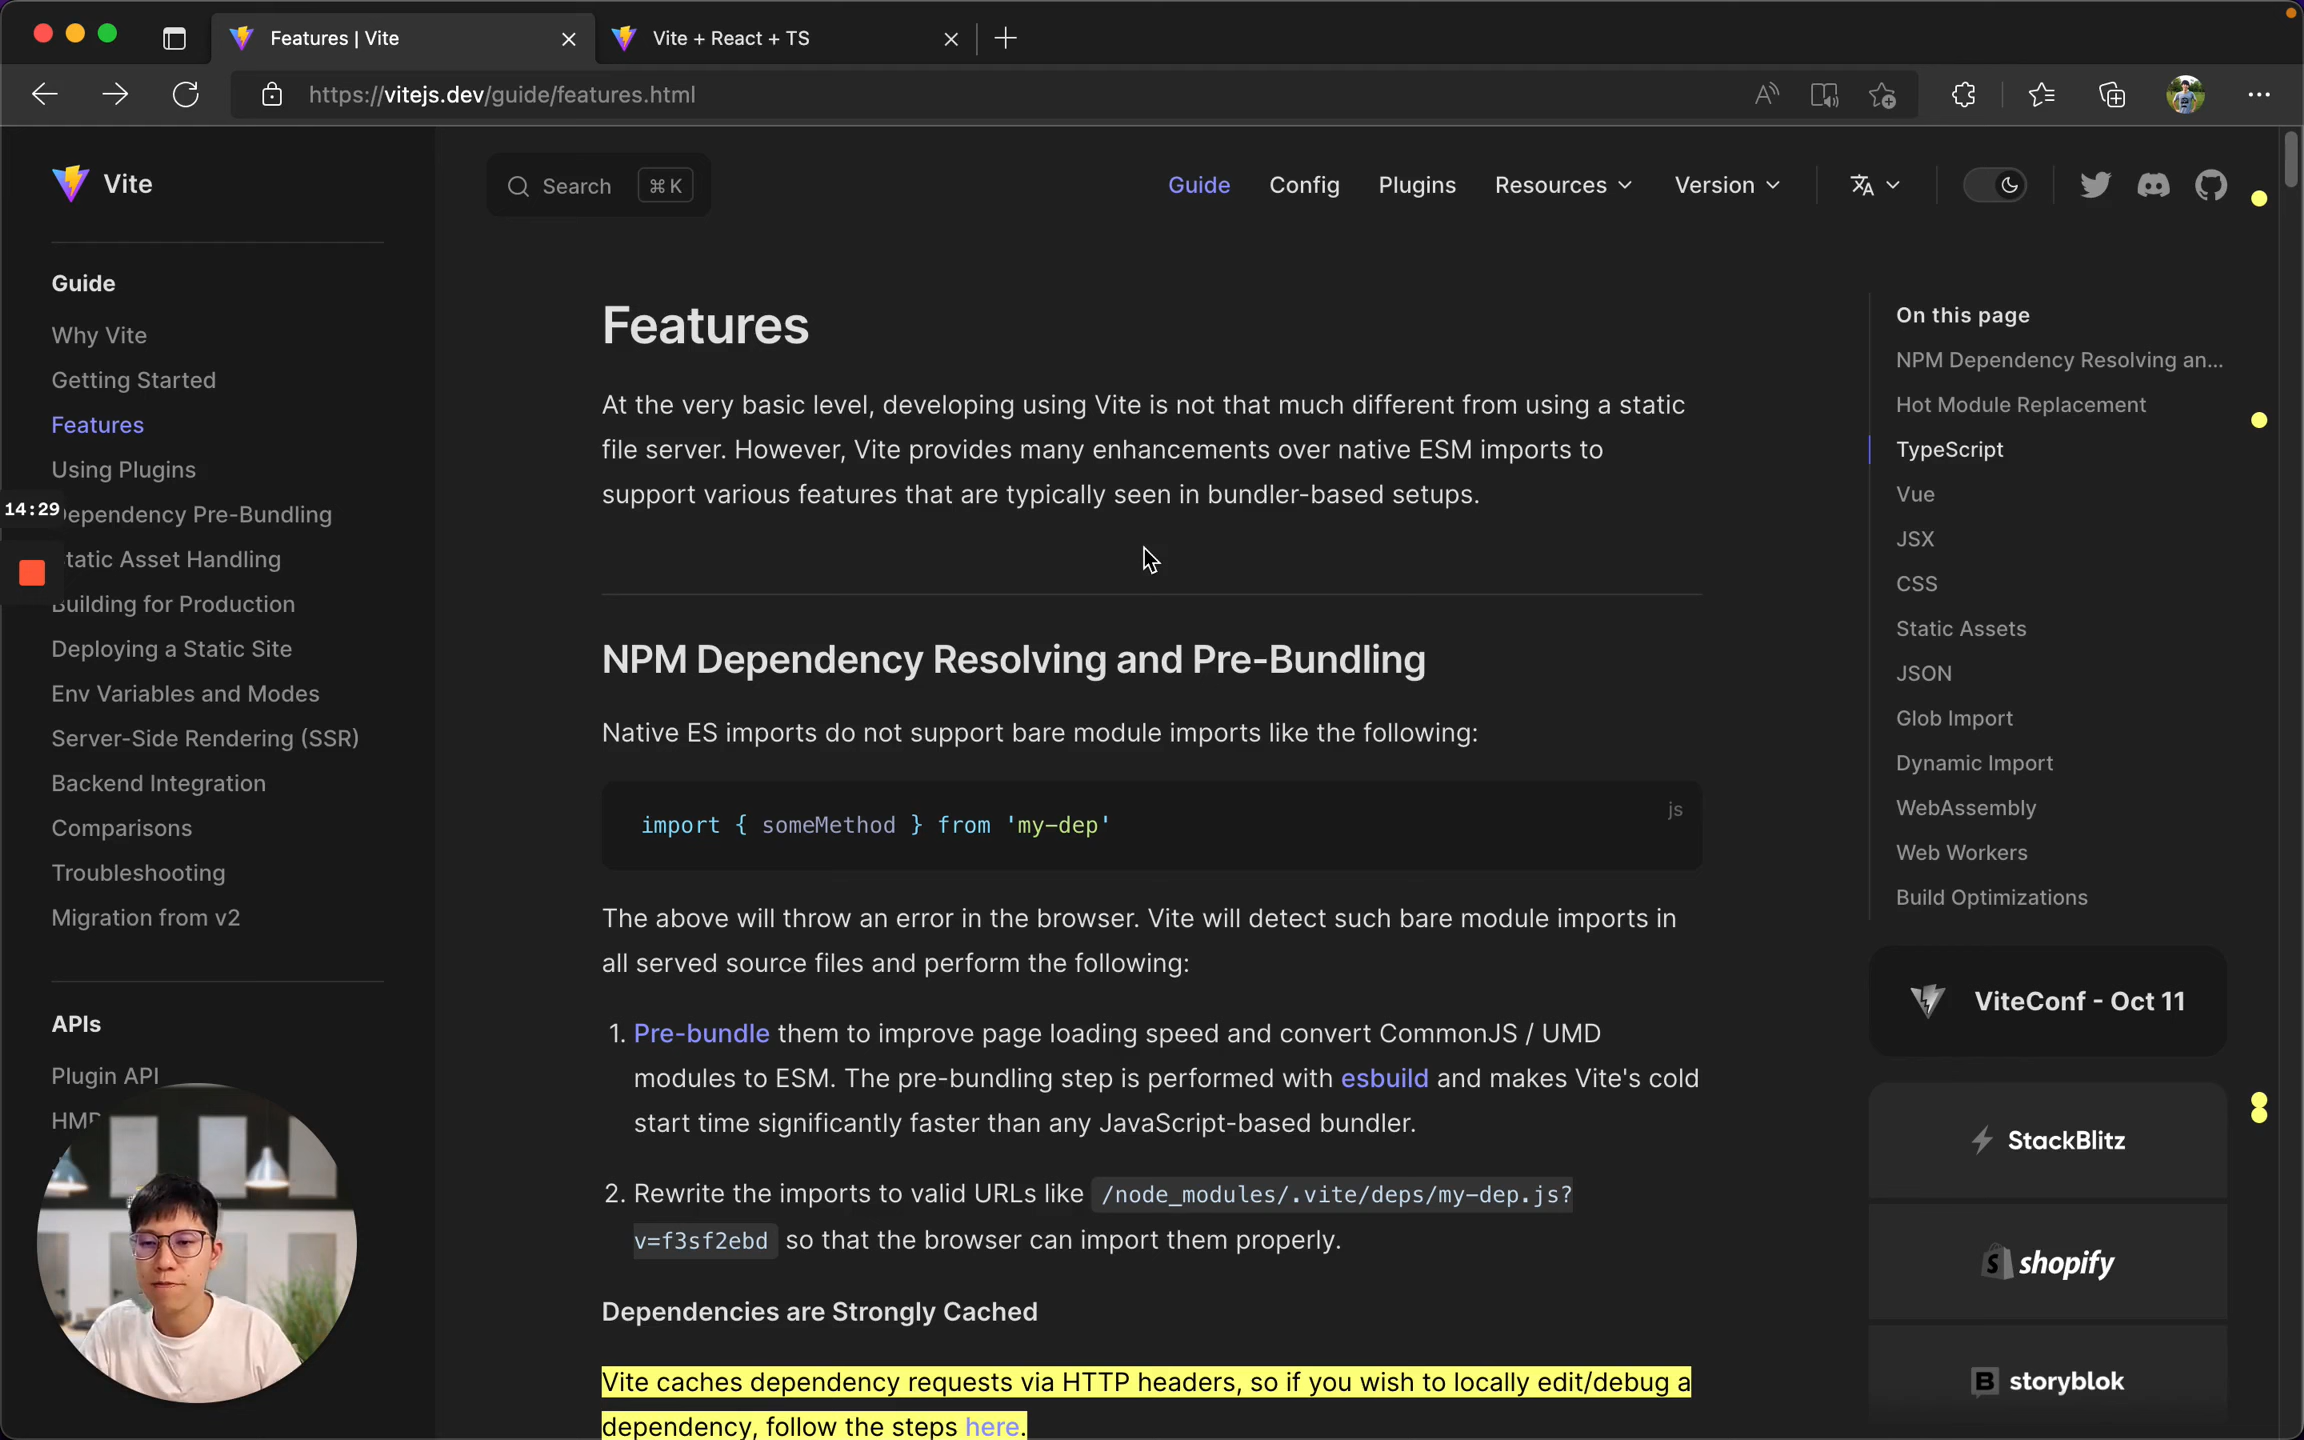 Features | Vite
Vite + React + TS
https://vitejs.dev/guide/features.html
Vite
Search
⌘ K
Guide
Config
Plugins
Resources
Version
Guide
Why Vite
Getting Started
Features
Using Plugins
14:29
ependency Pre-Bundling
tatic Asset Handling
Building for Production
Deploying a Static Site
Env Variables and Modes
Server-Side Rendering (SSR)
Backend Integration
Comparisons
Troubleshooting
Migration from v2
APIs
Plugin API
HMR
Features
At the very basic level, developing using Vite is not that much different from using a static
file server. However, Vite provides many enhancements over native ESM imports to
support various features that are typically seen in bundler-based setups.
NPM Dependency Resolving and Pre-Bundling
Native ES imports do not support bare module imports like the following:
js
import { someMethod } from 'my-dep'
The above will throw an error in the browser. Vite will detect such bare module imports in
all served source files and perform the following:
1. Pre-bundle them to improve page loading speed and convert CommonJS / UMD
modules to ESM. The pre-bundling step is performed with esbuild and makes Vite's cold
start time significantly faster than any JavaScript-based bundler.
2. Rewrite the imports to valid URLs like /node_modules/.vite/deps/my-dep.js?
v=f3sf2ebd so that the browser can import them properly.
Dependencies are Strongly Cached
Vite caches dependency requests via HTTP headers, so if you wish to locally edit/debug a
dependency, follow the steps here.
On this page
NPM Dependency Resolving an...
Hot Module Replacement
TypeScript
Vue
JSX
CSS
Static Assets
JSON
Glob Import
Dynamic Import
WebAssembly
Web Workers
Build Optimizations
ViteConf - Oct 11
StackBlitz
shopify
storyblok